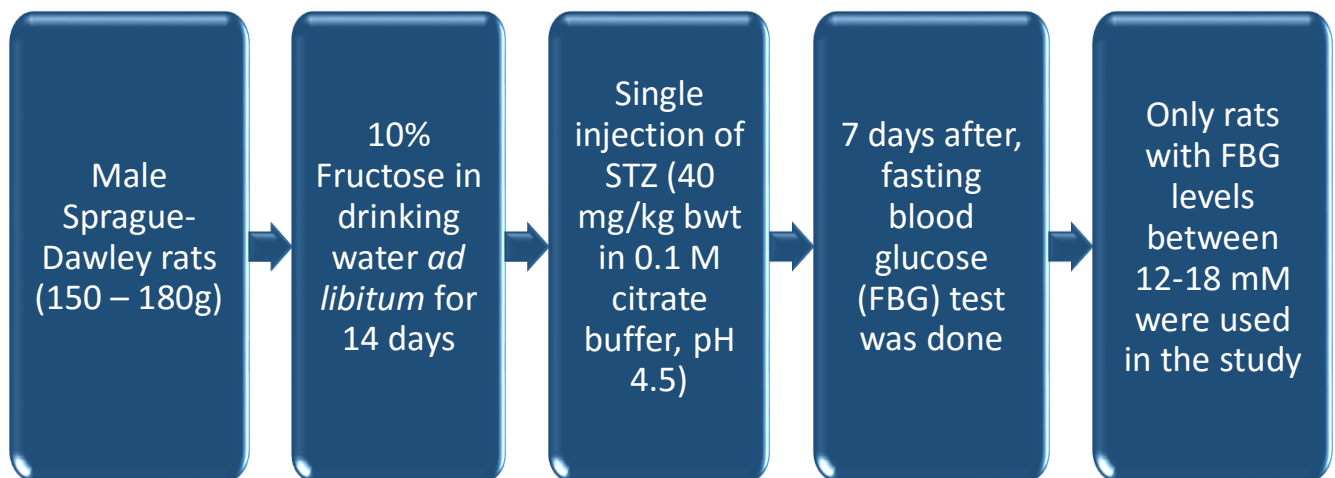 Male
Sprague-
Dawley rats
(150 – 180g)
10%
Fructose in
drinking
water ad
libitum for
14 days
Single
injection of
STZ (40
mg/kg bwt
in 0.1 M
citrate
buffer, pH
4.5)
7 days after,
fasting
blood
glucose
(FBG) test
was done
Only rats
with FBG
levels
between
12-18 mM
were used
in the study